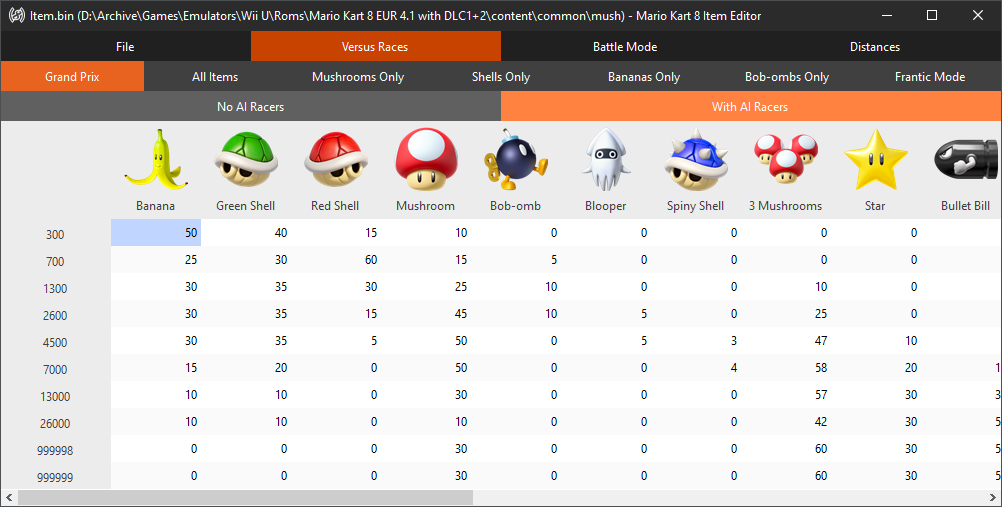 Item.bin (D:\Archive\Games\Emulators\Wii U\Roms\Mario Kart 8 EUR 4.1 with DLC1+2\content\common\mush) - Mario Kart 8 Item Editor
File Versus Races Battle Mode Distances
Grand Prix All Items Mushrooms Only Shells Only Bananas Only Bob-ombs Only Frantic Mode
No AI Racers With AI Racers
Banana Green Shell Red Shell Mushroom Bob-omb Blooper Spiny Shell 3 Mushrooms Star Bullet Bill
300 50 40 15 10 0 0 0 0 0
700 25 30 60 15 5 0 0 0 0
1300 30 35 30 25 10 0 0 10 0
2600 30 35 15 45 10 5 0 25 0
4500 30 35 5 50 0 5 3 47 10
7000 15 20 0 50 0 0 4 58 20 1
13000 10 10 0 30 0 0 0 57 30 3
26000 10 10 0 10 0 0 0 42 30 5
999998 0 0 0 30 0 0 0 60 30 5
999999 0 0 0 30 0 0 0 60 30 5